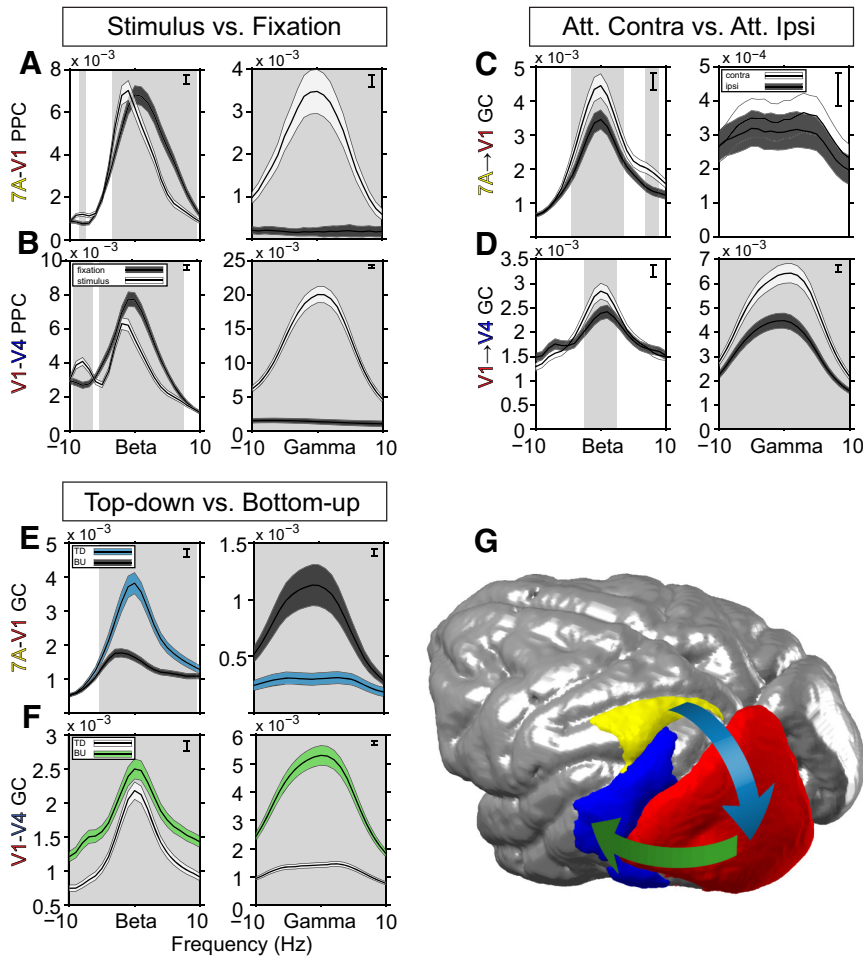 Stimulus vs. Fixation
Att. Contra vs. Att. Ipsi
A
x 10⁻³
8
6
4
2
0
7A-V1 PPC
x 10⁻³
4
3
2
1
0
B
x 10⁻³
10
8
6
4
2
0
V1-V4 PPC
fixation
stimulus
−10
Beta
10
x 10⁻³
25
20
15
10
5
0
−10
Gamma
10
C
x 10⁻³
5
4
3
2
1
0
7A→V1 GC
x 10⁻⁴
5
4
3
2
1
0
contra
ipsi
D
x 10⁻³
3.5
3
2.5
2
1.5
1
0.5
V1→V4 GC
−10
Beta
10
x 10⁻⁴
7
6
5
4
3
2
1
0
−10
Gamma
10
Top-down vs. Bottom-up
E
x 10⁻³
5
4
3
2
1
0
7A-V1 GC
TD
BU
x 10⁻³
1.5
1
0.5
0
F
x 10⁻³
3
2.5
2
1.5
1
0.5
V1-V4 GC
TD
BU
−10
Beta
10
x 10⁻³
6
5
4
3
2
1
0
−10
Gamma
10
Frequency (Hz)
G